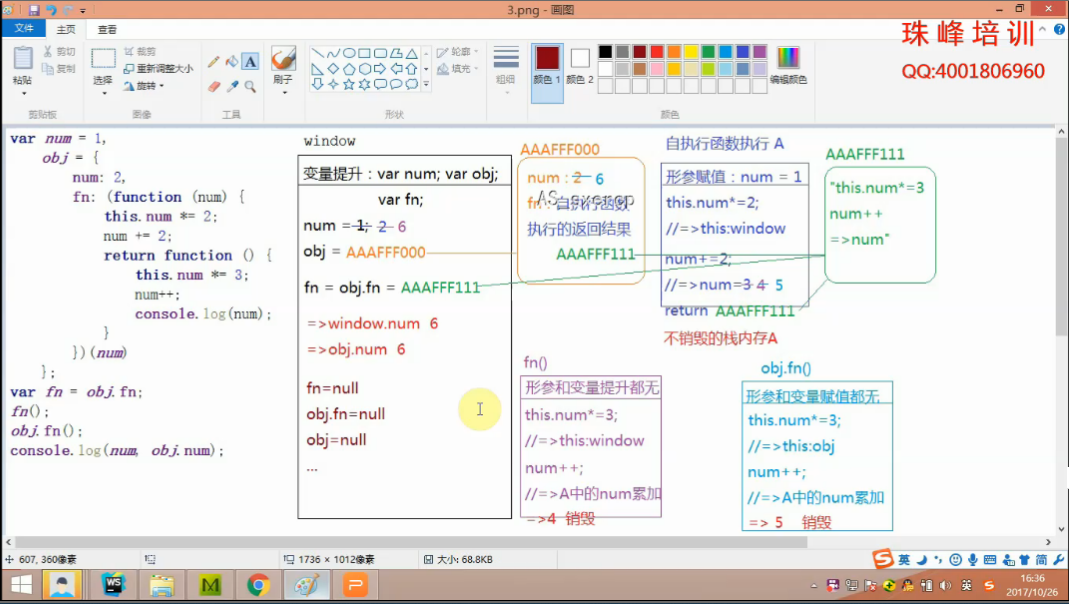 3.png - 画图
文件
主页
查看
珠峰培训
QQ:4001806960
粘贴
剪切
复制
选择
裁剪
重新调整大小
旋转
A
刷子
轮廓
填充
粗细
颜色 1
颜色 2
编辑颜色
剪贴板
图像
工具
形状
颜色
var num = 1,
obj = {
num: 2,
fn: (function (num) {
this.num *= 2;
num += 2;
return function () {
this.num *= 3;
num++;
console.log(num);
}
})(num)
};
var fn = obj.fn;
fn();
obj.fn();
console.log(num, obj.num);
window
变量提升：var num; var obj;
var fn;
num = 1; 2 6
obj = AAAFFF000
fn = obj.fn = AAAFFF111
=>window.num 6
=>obj.num 6
fn=null
obj.fn=null
obj=null
...
AAAFFF000
num : 2 6
fn : 自执行函数
执行的返回结果
AAAFFF111
自执行函数执行 A
形参赋值：num = 1
this.num*=2;
//=>this:window
num+=2;
//=>num=3 4 5
return AAAFFF111
不销毁的栈内存A
AAAFFF111
"this.num*=3
num++
=>num"
fn()
形参和变量提升都无
this.num*=3;
//=>this:window
num++;
//=>A中的num累加
=>4 销毁
obj.fn()
形参和变量赋值都无
this.num*=3;
//=>this:obj
num++;
//=>A中的num累加
=> 5 销毁
607, 360像素
1736 × 1012像素
大小: 68.8KB
英
简
WS
M
P
英
16:36
2017/10/26